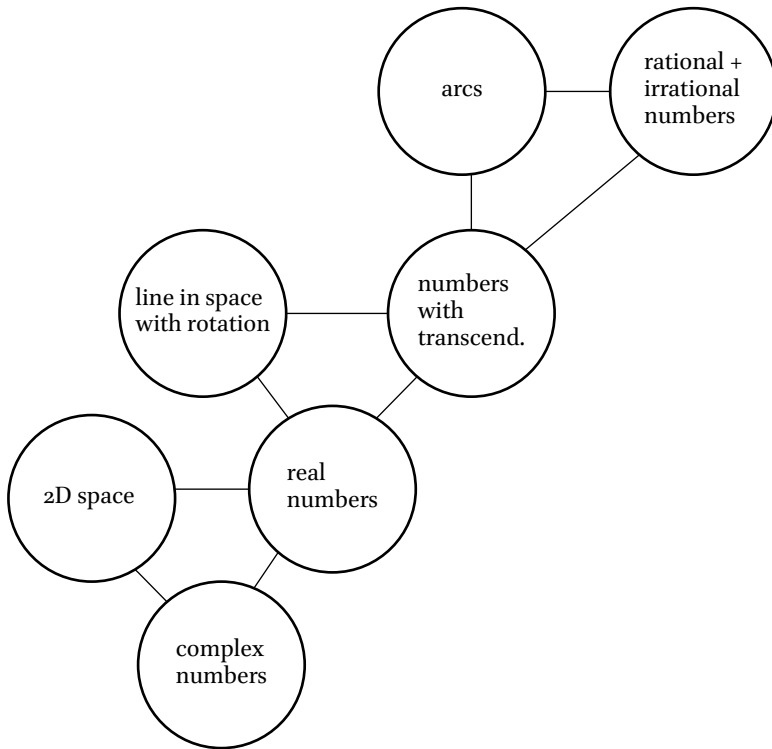 arcs
rational +
irrational
numbers
line in space
with rotation
numbers
with
transcend.
2D space
real
numbers
complex
numbers